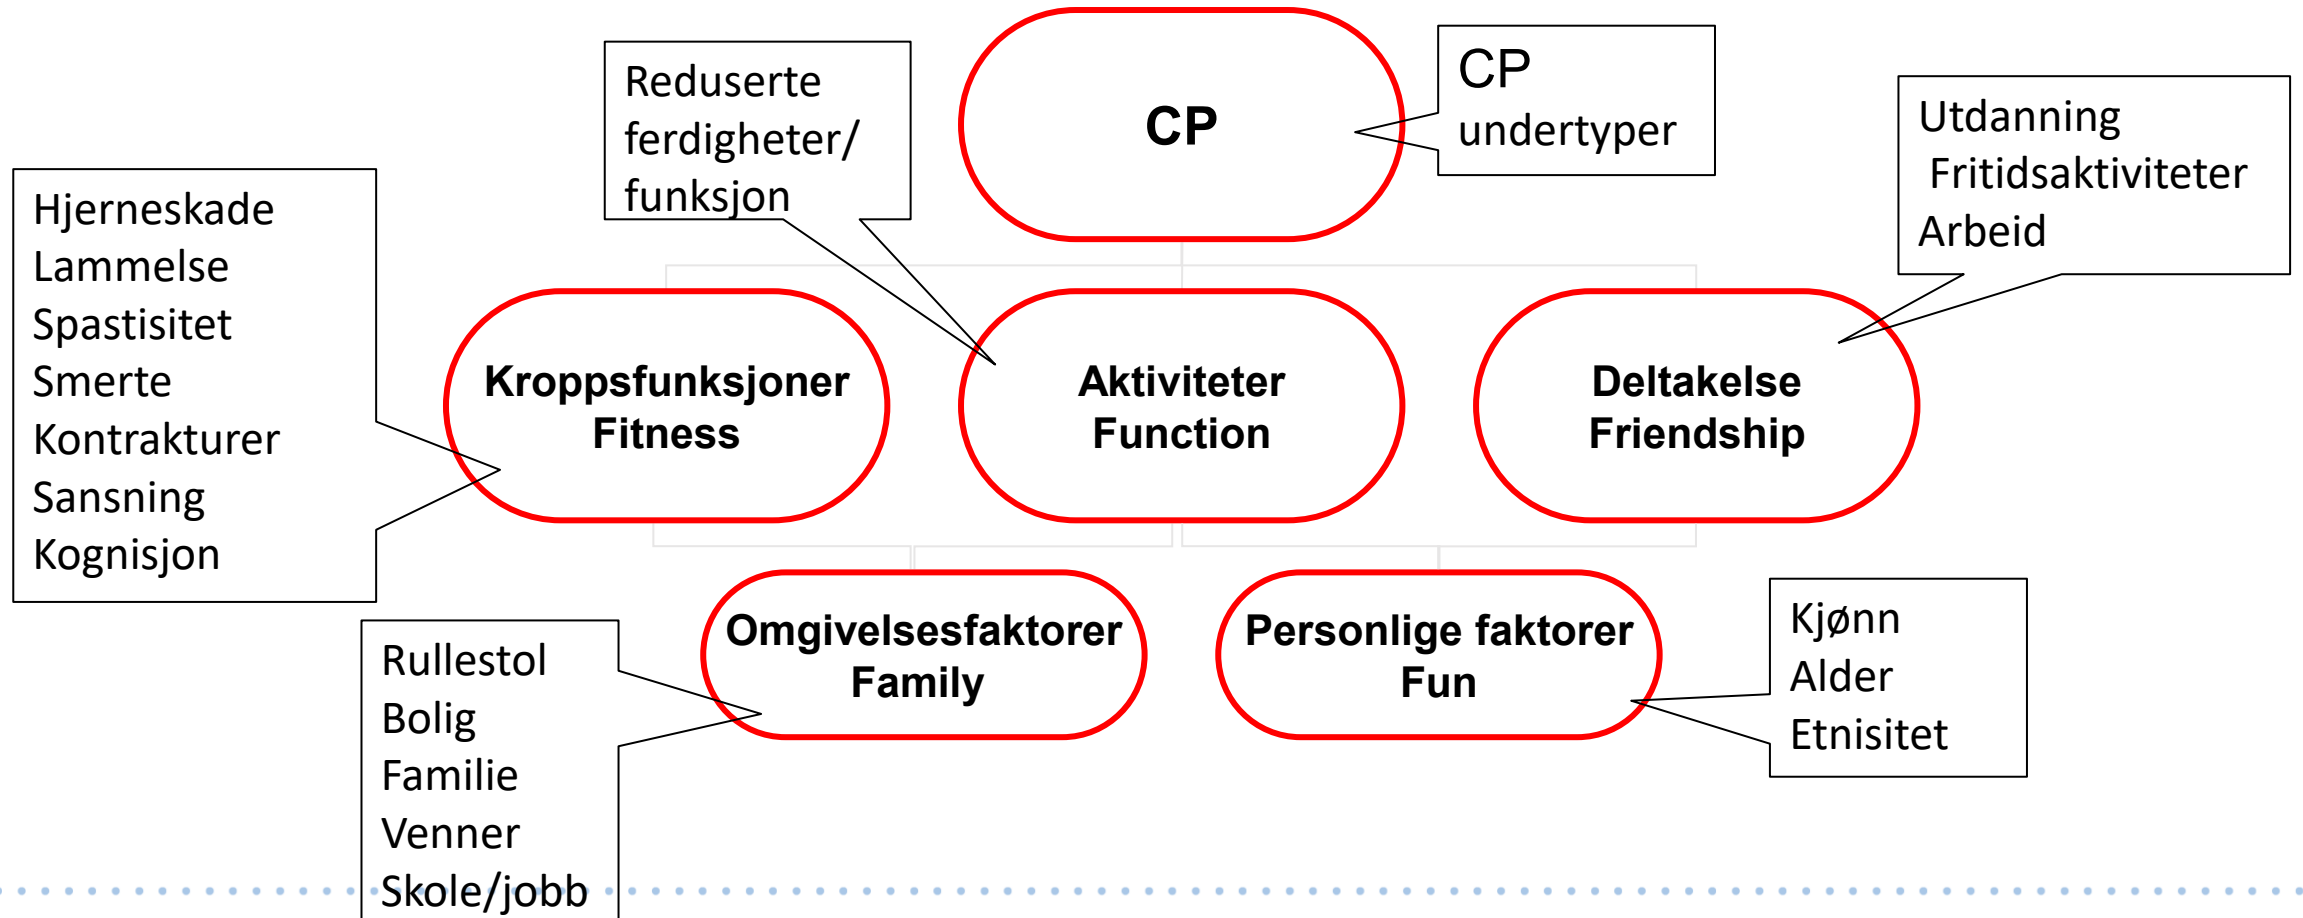 CP
CP
undertyper
Reduserte
ferdigheter/
funksjon
Utdanning
Fritidsaktiviteter
Arbeid
Hjerneskade
Lammelse
Spastisitet
Smerte
Kontrakturer
Sansning
Kognisjon
Kroppsfunksjoner
Fitness
Aktiviteter
Function
Deltakelse
Friendship
Omgivelsesfaktorer
Family
Personlige faktorer
Fun
Rullestol
Bolig
Familie
Venner
Skole/jobb
Kjønn
Alder
Etnisitet